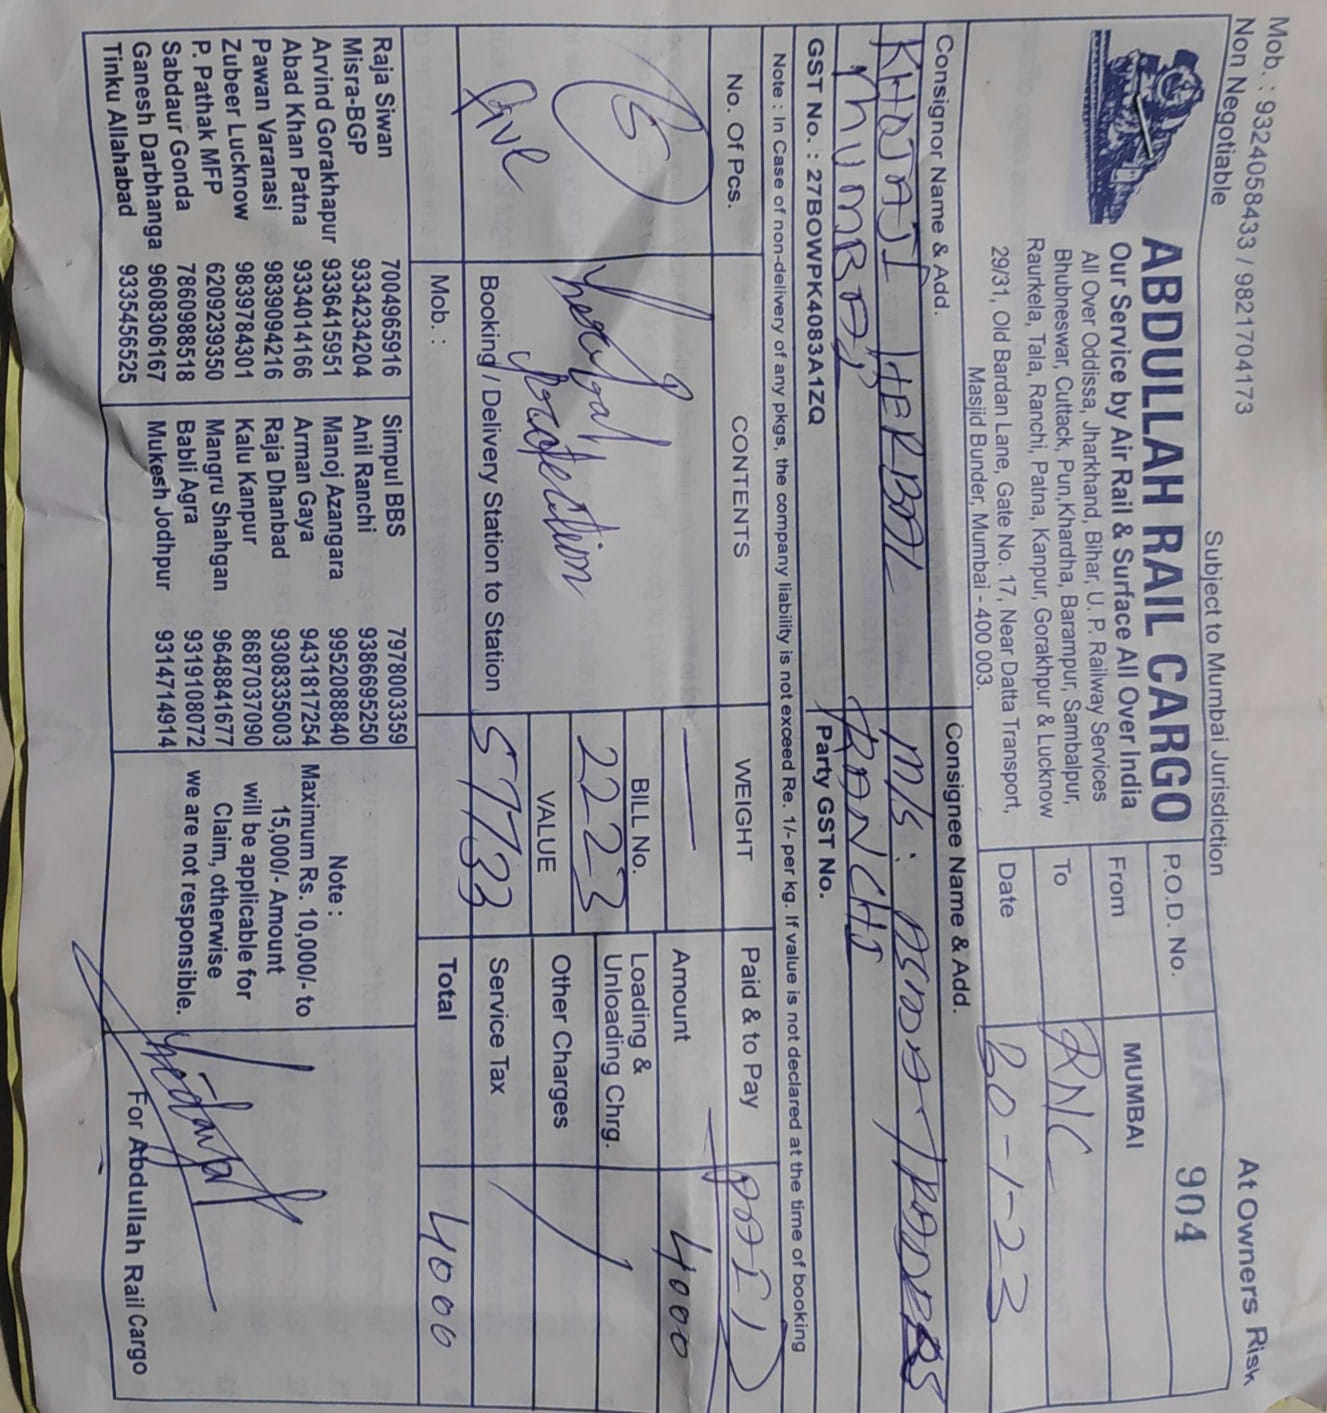 Mob. : 9324058433 / 9821704173
Non Negotiable
Subject to Mumbai Jurisdiction
At Owners Risk
ABDULLAH RAIL CARGO
Our Service by Air Rail & Surface All Over India
All Over Oddissa, Jharkhand, Bihar, U. P. Railway Services
Bhubneswar, Cuttack, Pun,Khardha, Barampur, Sambalpur,
Raurkela, Tala, Ranchi, Patna, Kanpur, Gorakhpur & Lucknow
29/31, Old Bardan Lane, Gate No. 17, Near Datta Transport,
Masjid Bunder, Mumbai - 400 003.
P.O.D. No. 904
From MUMBAI
To RNC
Date 20-1-23
Consignor Name & Add.
KHOJATI HERBAL
MUMBAI
Consignee Name & Add.
M/s. ASDA TRADERS
RANCHI
GST No. : 27BOWPK4083A1ZQ
Party GST No.
Note : In Case of non-delivery of any pkgs, the company liability is not exceed Re. 1/- per kg. If value is not declared at the time of booking
No. Of Pcs. CONTENTS WEIGHT Paid & to Pay PAID
5 Herbal
Five
Booking / Delivery Station to Station
Mob. :
BILL No.
2223
VALUE
57733
Amount 4000
Loading &
Unloading Chrg.
Other Charges
Service Tax
Total 4000
Raja Siwan 7004965916
Misra-BGP 9334234204
Arvind Gorakhapur 9336415951
Abad Khan Patna 9334014166
Pawan Varanasi 9839094216
Zubeer Lucknow 9839784301
P. Pathak MFP 6209239350
Sabdaur Gonda 7860988518
Ganesh Darbhanga 9608306167
Tinku Allahabad 9335456525
Simpul BBS 7978003359
Anil Ranchi 9386695250
Manoj Azangara 9952088840
Arman Gaya 9431817254
Raja Dhanbad 9308335003
Kalu Kanpur 8687037090
Mangru Shahgan 9648841677
Babli Agra 9319108072
Mukesh Jodhpur 9314714914
Note :
Maximum Rs. 10,000/- to
15,000/. Amount
will be applicable for
Claim, otherwise
we are not responsible.
For Abdullah Rail Cargo